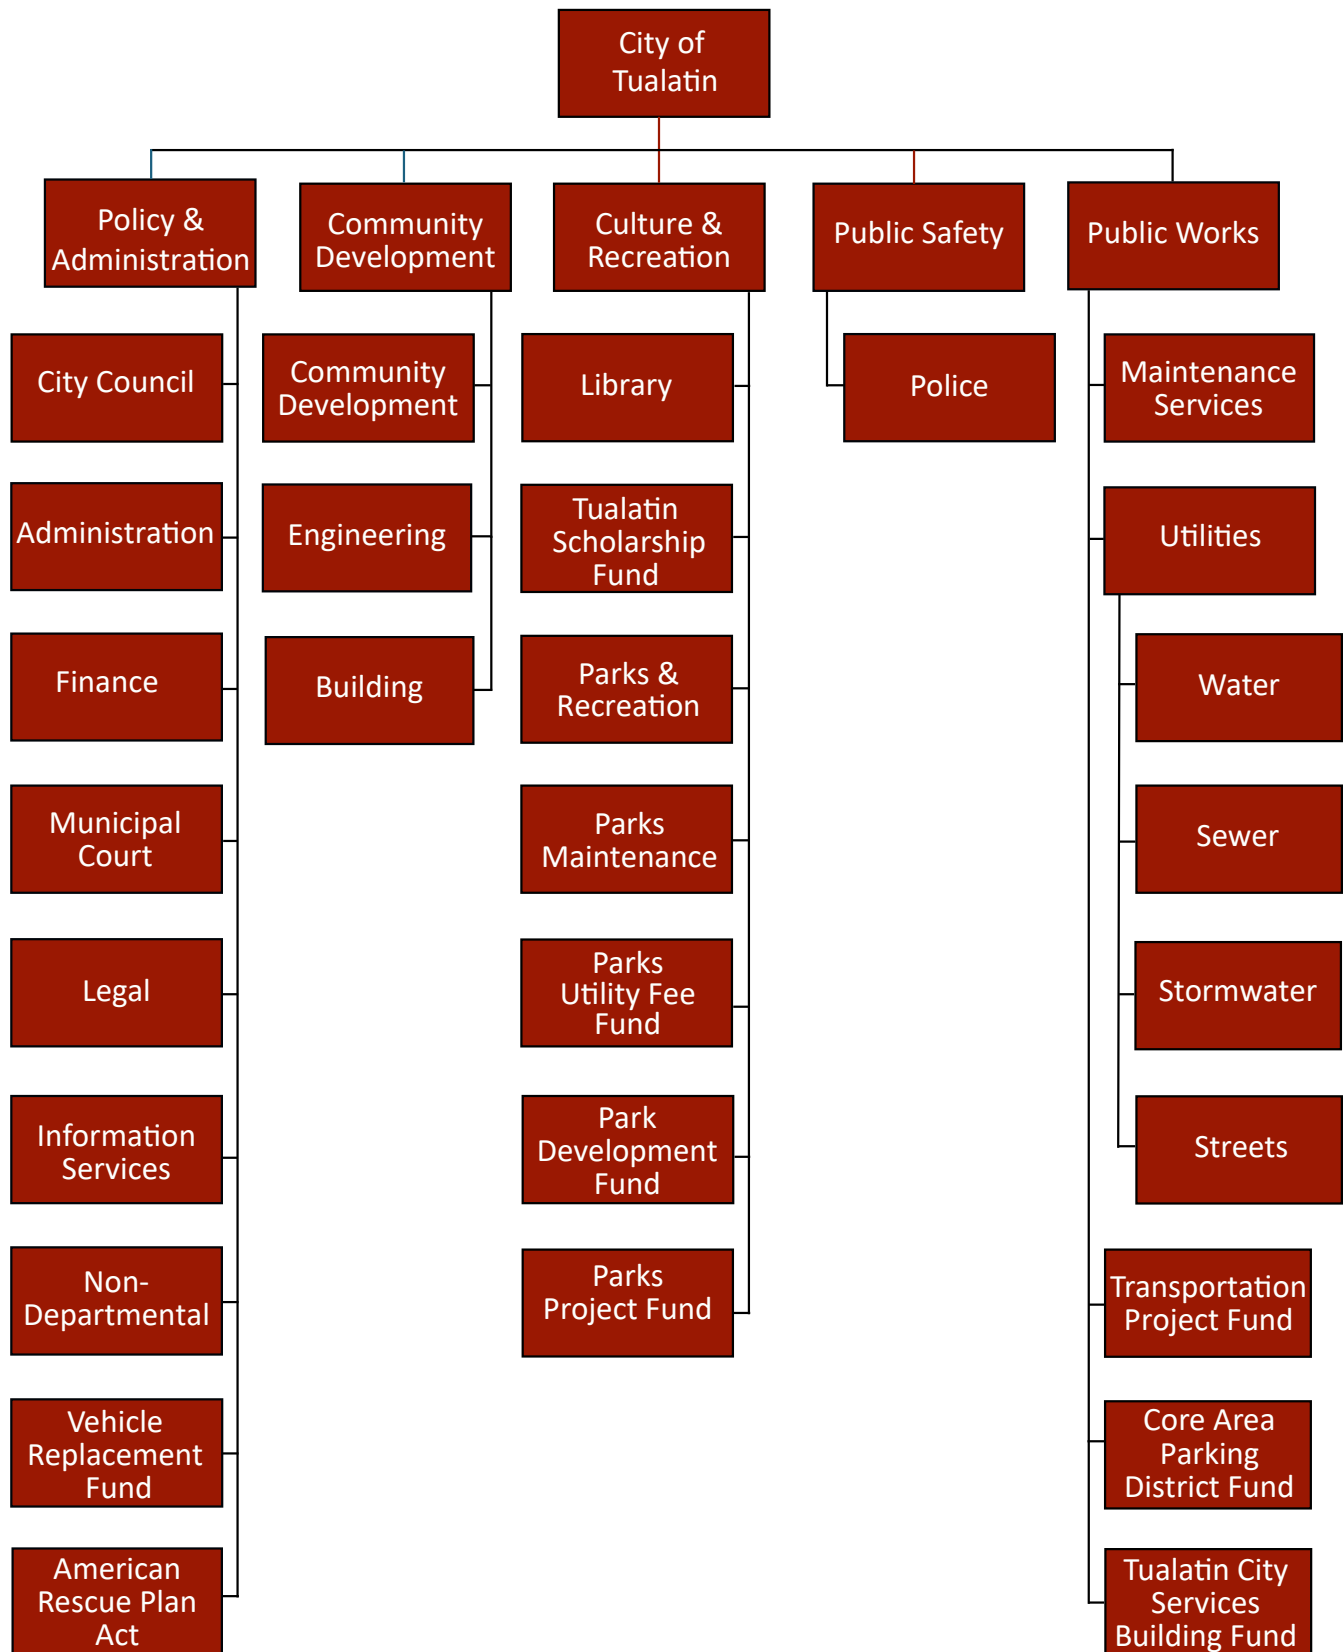 City of
Tualatin
Policy &
Administration
City Council
Administration
Finance
Municipal
Court
Legal
Information
Services
Non-
Departmental
Vehicle
Replacement
Fund
American
Rescue Plan
Act
Community
Development
Community
Development
Engineering
Building
Culture &
Recreation
Library
Tualatin
Scholarship
Fund
Parks &
Recreation
Parks
Maintenance
Parks
Utility Fee
Fund
Park
Development
Fund
Parks
Project Fund
Public Safety
Police
Public Works
Maintenance
Services
Utilities
Water
Sewer
Stormwater
Streets
Transportation
Project Fund
Core Area
Parking
District Fund
Tualatin City
Services
Building Fund